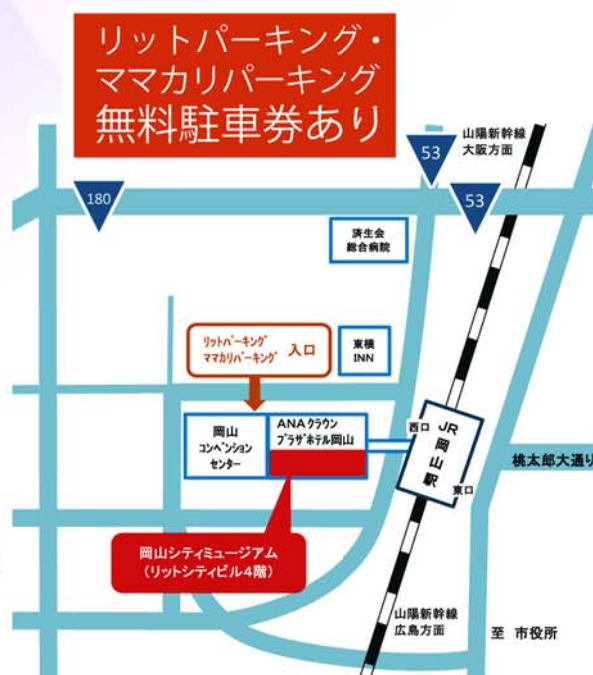 リットパーキング・
ママカリパーキング
無料駐車券あり
山陽新幹線
大阪方面
53
180
53
済生会
総合病院
リットパーキング
ママカリパーキング
入口
東横
INN
岡山
コンベンション
センター
ANAクラウン
プラザホテル岡山
西口
JR岡山駅
東口
桃太郎大通り
岡山シティミュージアム
(リットシティビル4階)
山陽新幹線
広島方面
至 市役所